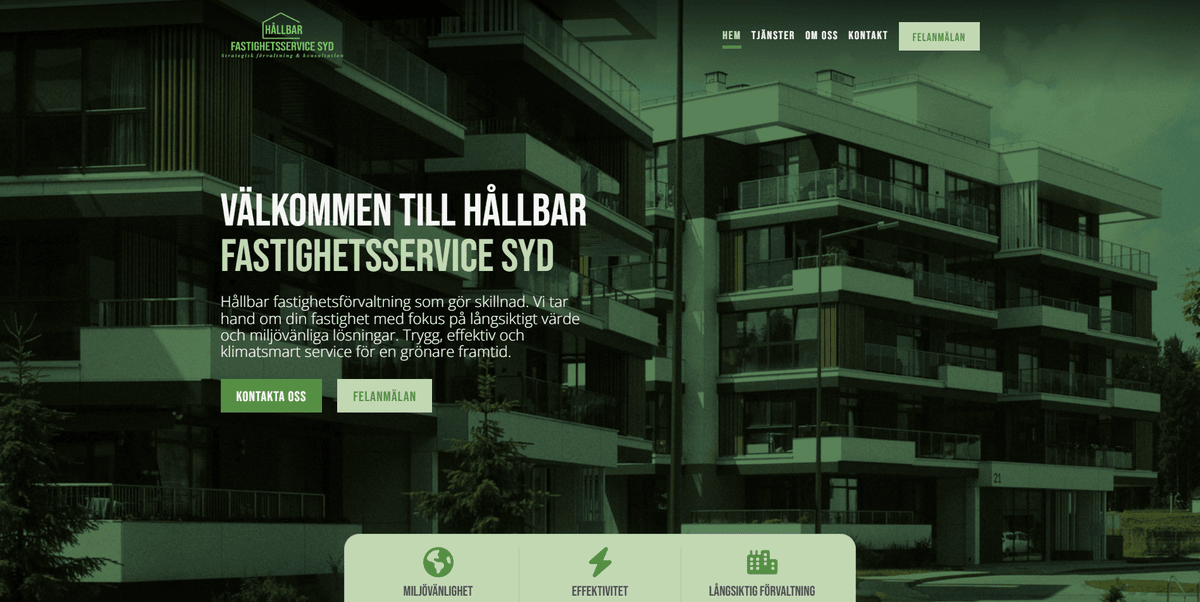 HÅLLBAR
FASTIGHETSSERVICE SYD
Strategisk förvaltning & konsultation
HEM TJÄNSTER OM OSS KONTAKT FELANMÄLAN
VÄLKOMMEN TILL HÅLLBAR
FASTIGHETSSERVICE SYD
Hållbar fastighetsförvaltning som gör skillnad. Vi tar
hand om din fastighet med fokus på långsiktigt värde
och miljövänliga lösningar. Trygg, effektiv och
klimatsmart service för en grönare framtid.
KONTAKTA OSS FELANMÄLAN
21
MILJÖVÄNLIGHET EFFEKTIVITET LÅNGSIKTIG FÖRVALTNING